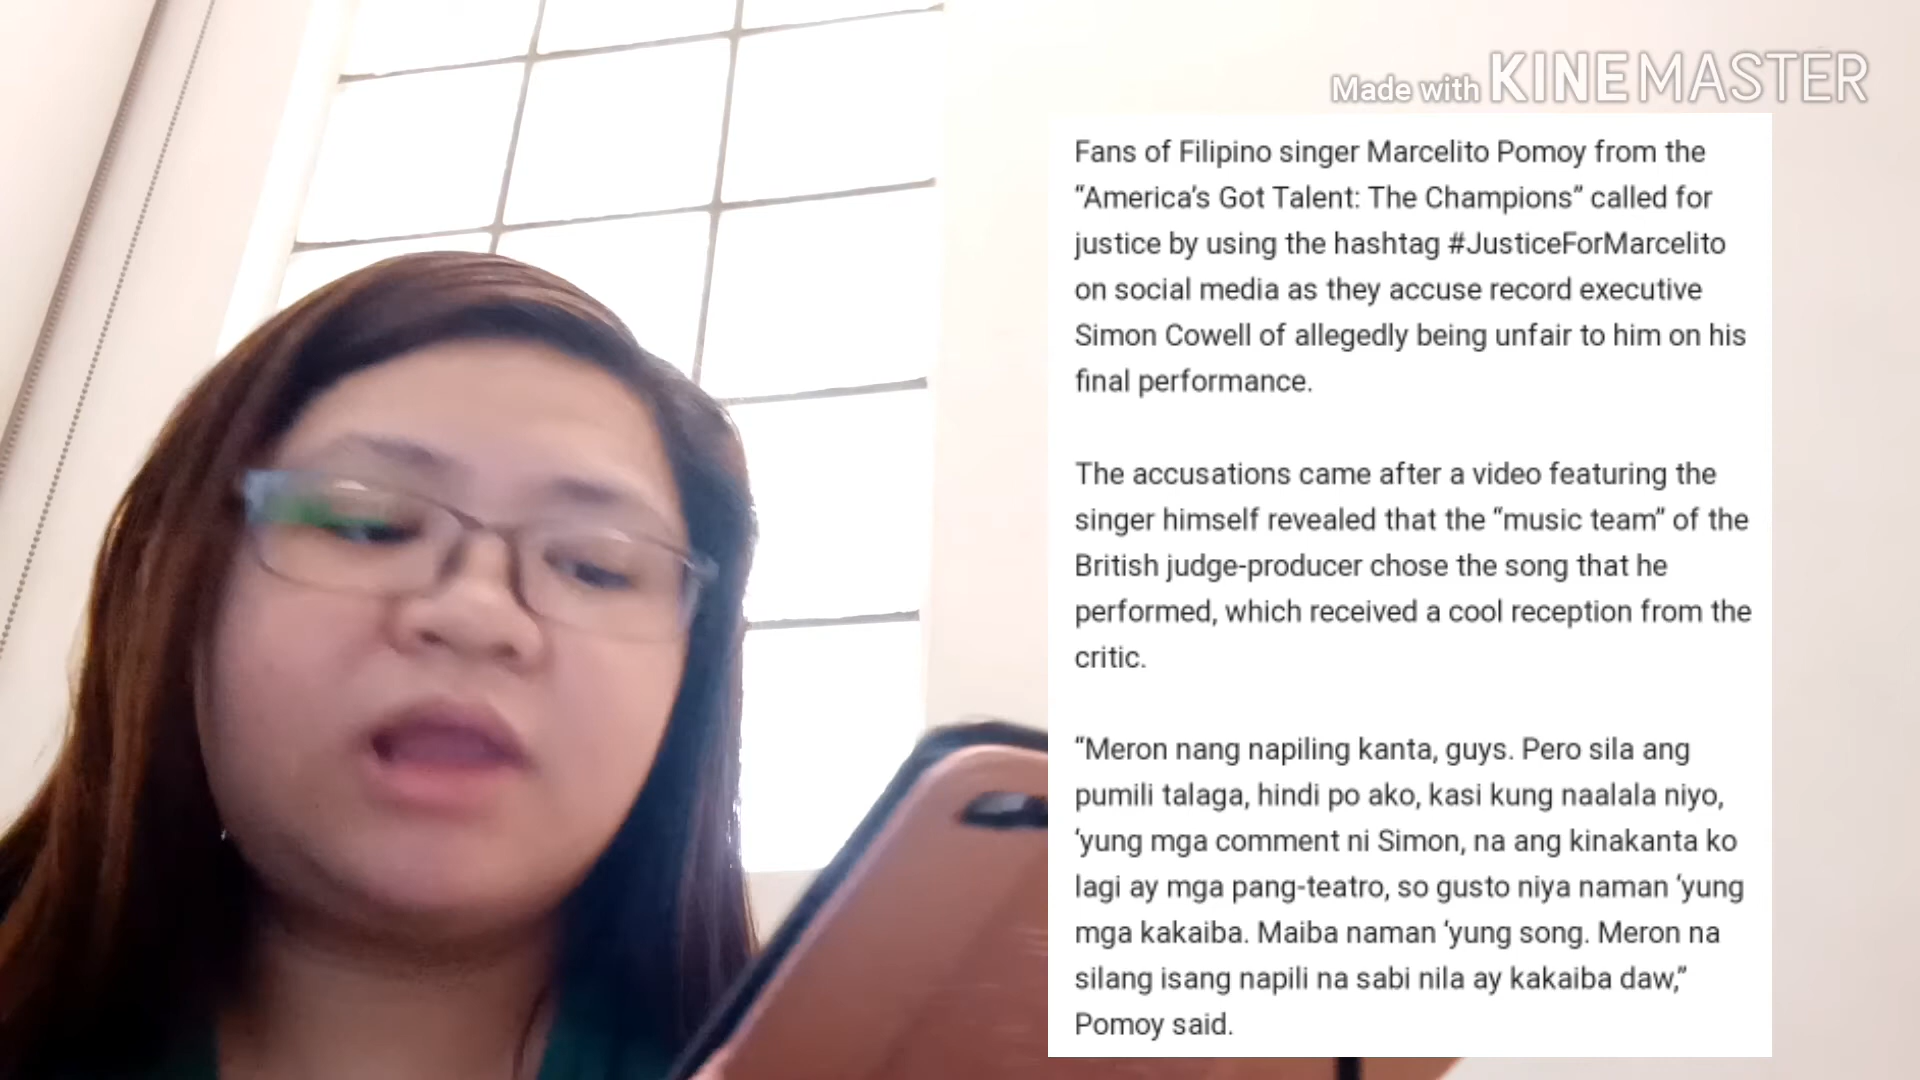 Made with KINEMASTER
Fans of Filipino singer Marcelito Pomoy from the
“America’s Got Talent: The Champions” called for
justice by using the hashtag #JusticeForMarcelito
on social media as they accuse record executive
Simon Cowell of allegedly being unfair to him on his
final performance.
The accusations came after a video featuring the
singer himself revealed that the “music team” of the
British judge-producer chose the song that he
performed, which received a cool reception from the
critic.
“Meron nang napiling kanta, guys. Pero sila ang
pumili talaga, hindi po ako, kasi kung naalala niyo,
‘yung mga comment ni Simon, na ang kinakanta ko
lagi ay mga pang-teatro, so gusto niya naman ‘yung
mga kakaiba. Maiba naman ‘yung song. Meron na
silang isang napili na sabi nila ay kakaiba daw,”
Pomoy said.